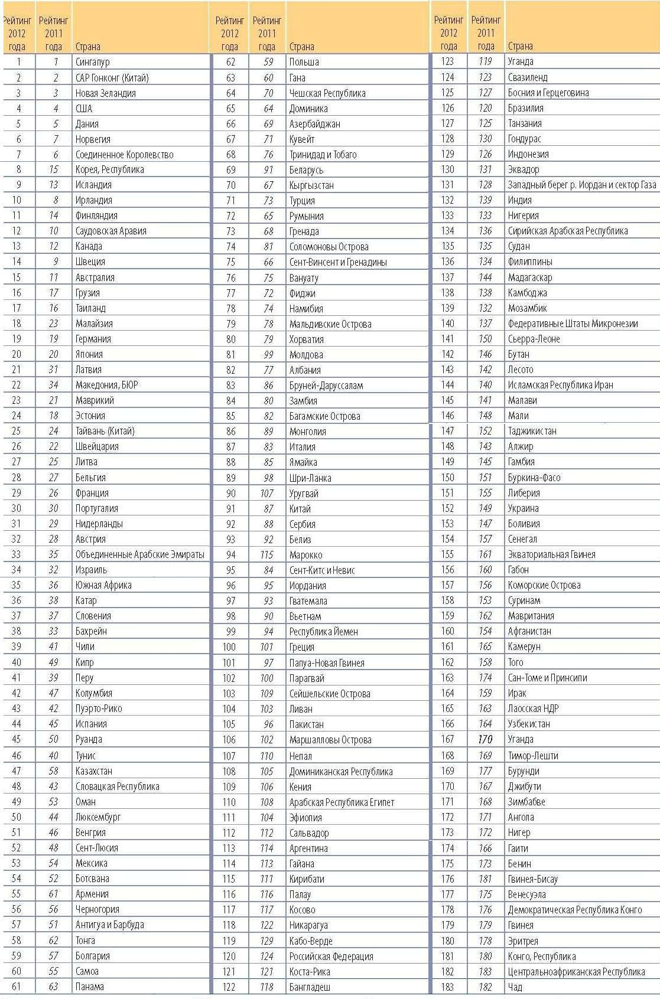 Рейтинг 2012 года Рейтинг 2011 года Страна
1 1 Сингапур
2 2 САР Гонконг (Китай)
3 3 Новая Зеландия
4 4 США
5 5 Дания
6 7 Норвегия
7 6 Соединенное Королевство
8 15 Корея, Республика
9 13 Исландия
10 8 Ирландия
11 14 Финляндия
12 10 Саудовская Аравия
13 12 Канада
14 9 Швеция
15 11 Австралия
16 17 Грузия
17 16 Таиланд
18 23 Малайзия
19 19 Германия
20 20 Япония
21 31 Латвия
22 34 Македония, БЮР
23 21 Маврикий
24 18 Эстония
25 24 Тайвань (Китай)
26 22 Швейцария
27 25 Литва
28 27 Бельгия
29 26 Франция
30 30 Португалия
31 29 Нидерланды
32 28 Австрия
33 35 Объединенные Арабские Эмираты
34 32 Израиль
35 36 Южная Африка
36 38 Катар
37 37 Словения
38 33 Бахрейн
39 41 Чили
40 49 Кипр
41 39 Перу
42 47 Колумбия
43 42 Пуэрто-Рико
44 45 Испания
45 50 Руанда
46 40 Тунис
47 58 Казахстан
48 43 Словацкая Республика
49 53 Оман
50 44 Люксембург
51 46 Венгрия
52 48 Сент-Люсия
53 54 Мексика
54 52 Ботсвана
55 61 Армения
56 56 Черногория
57 51 Антигуа и Барбуда
58 62 Тонга
59 57 Болгария
60 55 Самоа
61 63 Панама
Рейтинг 2012 года Рейтинг 2011 года Страна
62 59 Польша
63 60 Гана
64 70 Чешская Республика
65 64 Доминика
66 69 Азербайджан
67 71 Кувейт
68 76 Тринидад и Тобаго
69 91 Беларусь
70 67 Кыргызстан
71 73 Турция
72 65 Румыния
73 68 Гренада
74 81 Соломоновы Острова
75 66 Сент-Винсент и Гренадины
76 75 Вануату
77 72 Фиджи
78 74 Намибия
79 78 Мальдивские Острова
80 79 Хорватия
81 99 Молдова
82 77 Албания
83 86 Бруней-Даруссалам
84 80 Замбия
85 82 Багамские Острова
86 89 Монголия
87 83 Италия
88 85 Ямайка
89 98 Шри-Ланка
90 107 Уругвай
91 87 Китай
92 88 Сербия
93 92 Белиз
94 115 Марокко
95 84 Сент-Китс и Невис
96 95 Иордания
97 93 Гватемала
98 90 Вьетнам
99 94 Республика Йемен
100 101 Греция
101 97 Папуа-Новая Гвинея
102 100 Парагвай
103 109 Сейшельские Острова
104 103 Ливан
105 96 Пакистан
106 102 Маршалловы Острова
107 110 Непал
108 105 Доминиканская Республика
109 106 Кения
110 108 Арабская Республика Египет
111 104 Эфиопия
112 112 Сальвадор
113 114 Аргентина
114 113 Гайана
115 111 Кирибати
116 116 Палау
117 117 Косово
118 122 Никарагуа
119 129 Кабо-Верде
120 124 Российская Федерация
121 121 Коста-Рика
122 118 Бангладеш
Рейтинг 2012 года Рейтинг 2011 года Страна
123 119 Уганда
124 123 Свазиленд
125 127 Босния и Герцеговина
126 120 Бразилия
127 125 Танзания
128 130 Гондурас
129 126 Индонезия
130 131 Эквадор
131 128 Западный берег р. Иордан и сектор Газа
132 139 Индия
133 133 Нигерия
134 136 Сирийская Арабская Республика
135 135 Судан
136 134 Филиппины
137 144 Мадагаскар
138 138 Камбоджа
139 132 Мозамбик
140 137 Федеративные Штаты Микронезии
141 150 Сьерра-Леоне
142 146 Бутан
143 142 Лесото
144 140 Исламская Республика Иран
145 141 Малави
146 148 Мали
147 152 Таджикистан
148 143 Алжир
149 145 Гамбия
150 151 Буркина-Фасо
151 155 Либерия
152 149 Украина
153 147 Боливия
154 157 Сенегал
155 161 Экваториальная Гвинея
156 160 Габон
157 156 Коморские Острова
158 153 Суринам
159 162 Мавритания
160 154 Афганистан
161 165 Камерун
162 158 Того
163 174 Сан-Томе и Принсипи
164 159 Ирак
165 163 Лаосская НДР
166 164 Узбекистан
167 170 Уганда
168 169 Тимор-Лешти
169 177 Бурунди
170 167 Джибути
171 168 Зимбабве
172 171 Ангола
173 172 Нигер
174 166 Гаити
175 173 Бенин
176 181 Гвинея-Бисау
177 175 Венесуэла
178 176 Демократическая Республика Конго
179 179 Гвинея
180 178 Эритрея
181 180 Конго, Республика
182 183 Центральноафриканская Республика
183 182 Чад